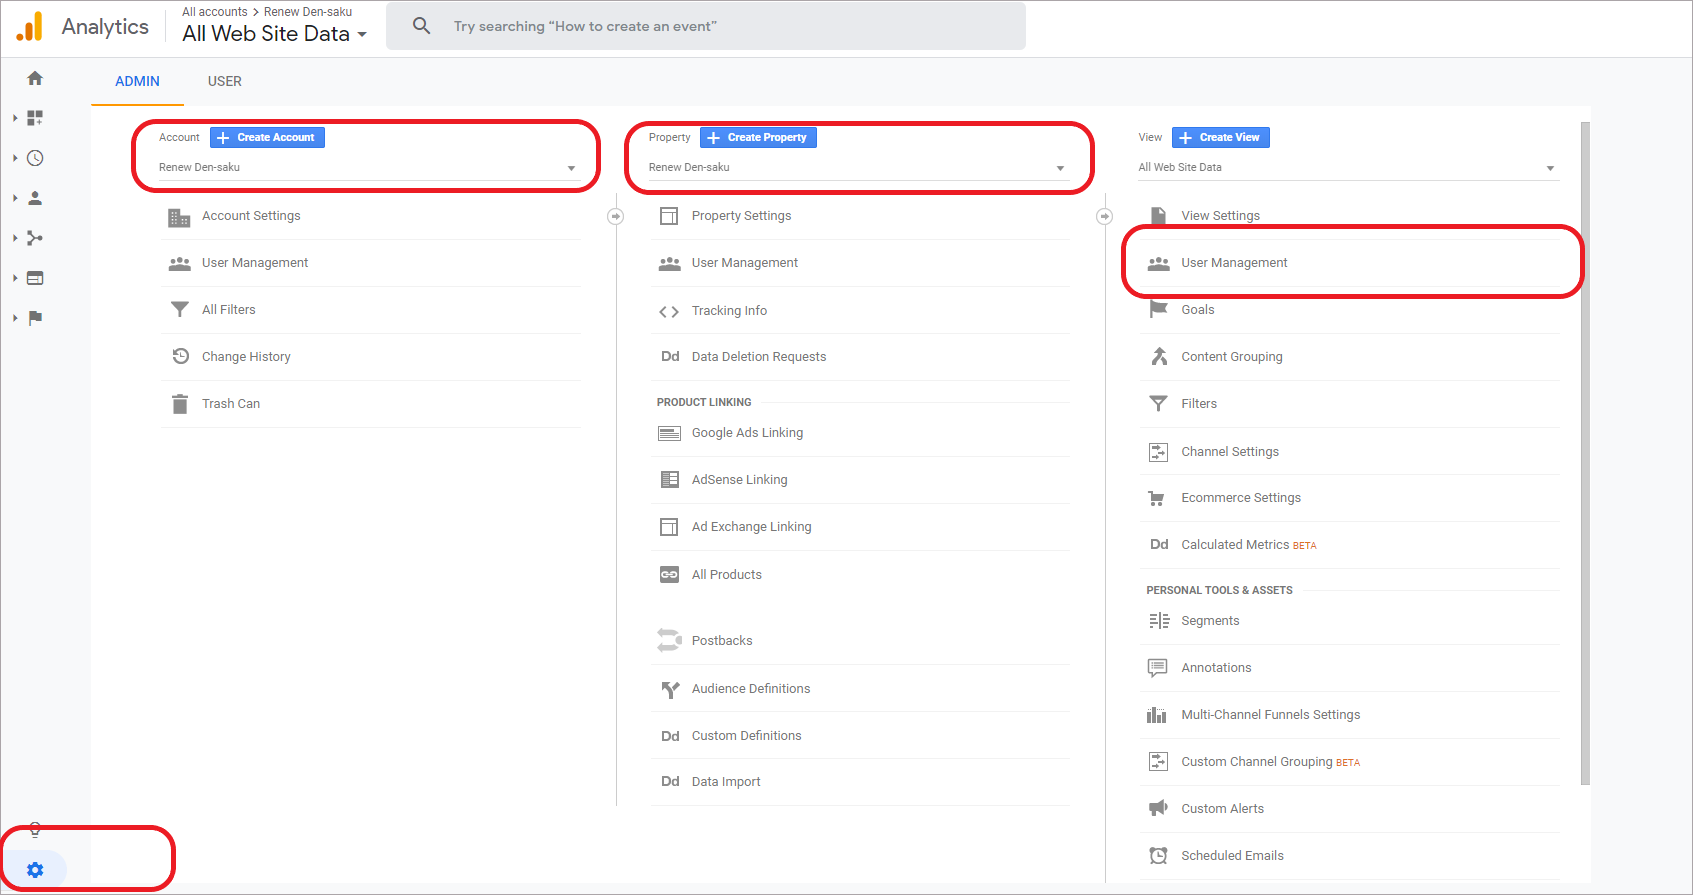 Analytics
All accounts > Renew Den-saku
All Web Site Data
Try searching “How to create an event”
ADMIN
USER
Account
Create Account
Renew Den-saku
Account Settings
User Management
All Filters
Change History
Trash Can
Property
Create Property
Renew Den-saku
Property Settings
User Management
Tracking Info
Dd Data Deletion Requests
PRODUCT LINKING
Google Ads Linking
AdSense Linking
Ad Exchange Linking
All Products
Postbacks
Audience Definitions
Dd Custom Definitions
Dd Data Import
View
Create View
All Web Site Data
View Settings
User Management
Goals
Content Grouping
Filters
Channel Settings
Ecommerce Settings
Dd Calculated Metrics BETA
PERSONAL TOOLS & ASSETS
Segments
Annotations
Multi-Channel Funnels Settings
Custom Channel Grouping BETA
Custom Alerts
Scheduled Emails